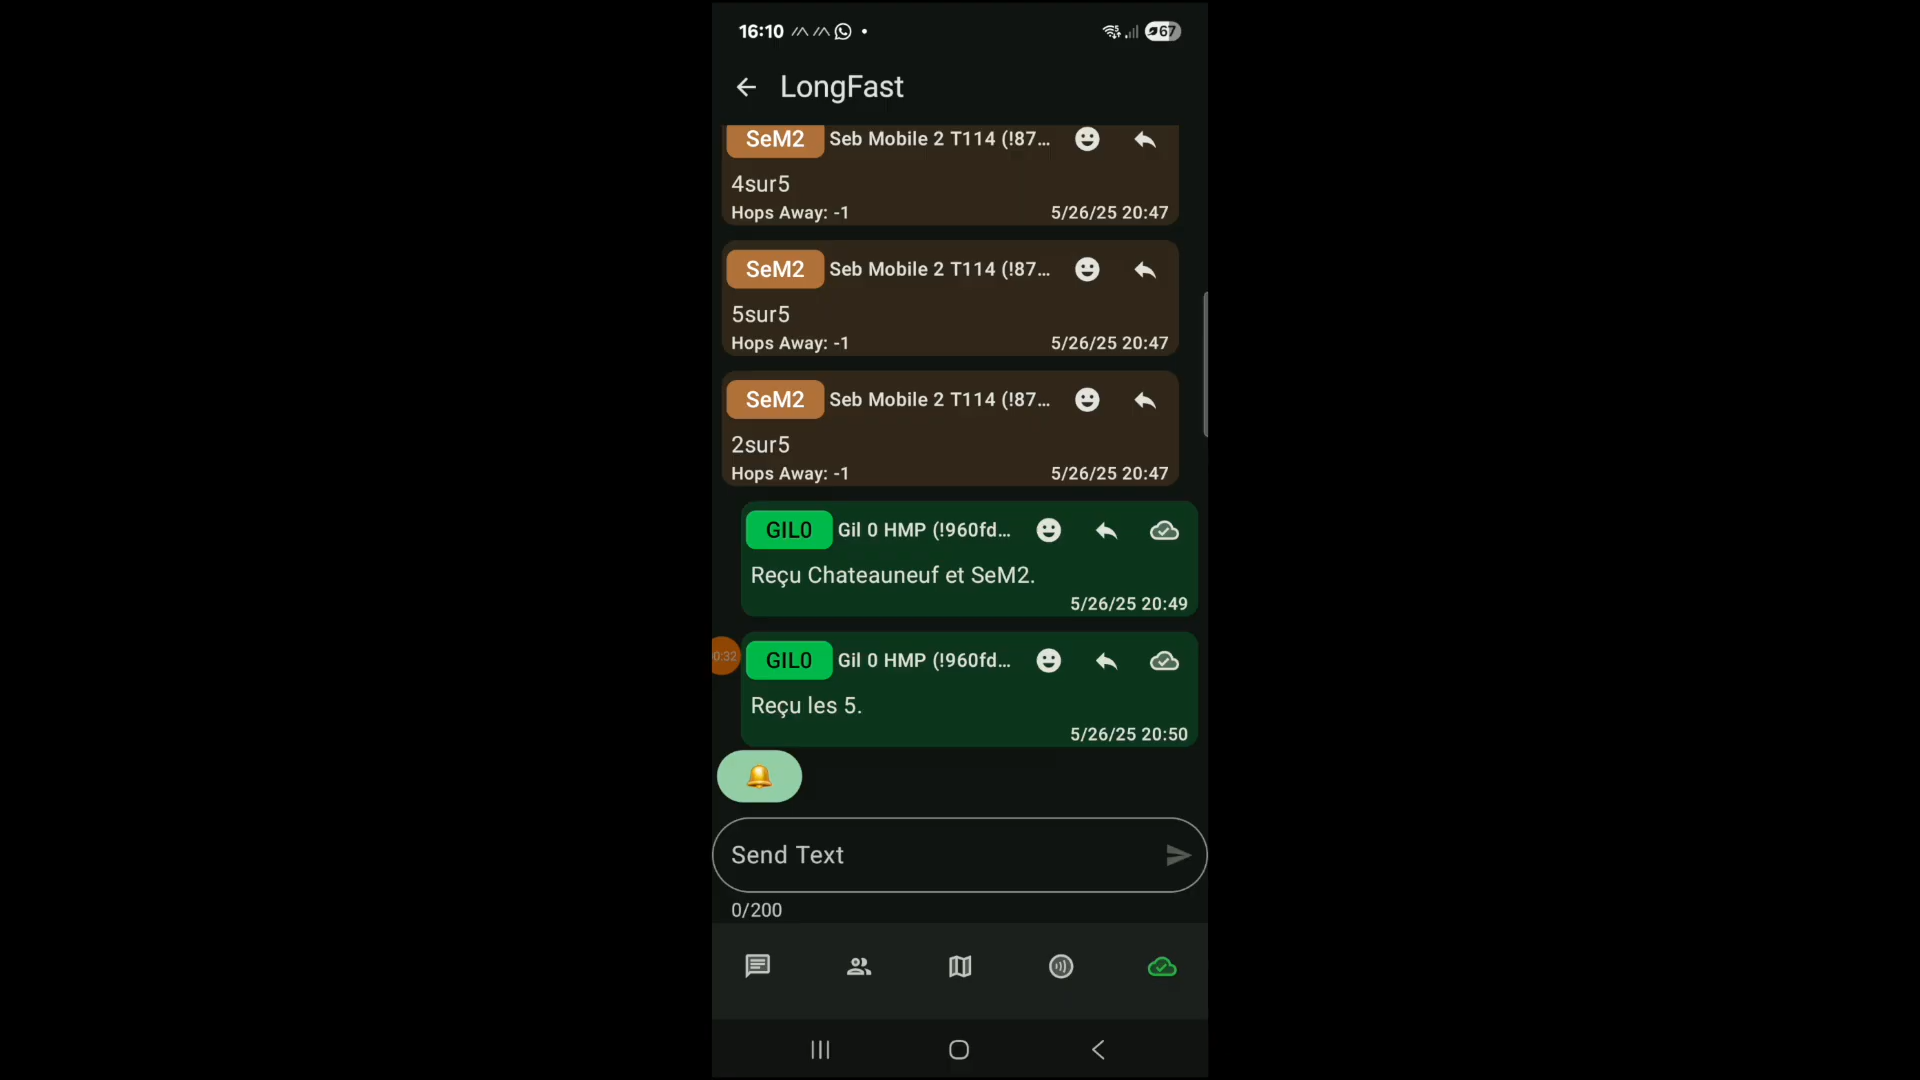 16:10
67
LongFast
SeM2 Seb Mobile 2 T114 (!87...
4sur5
Hops Away: -1 5/26/25 20:47
SeM2 Seb Mobile 2 T114 (!87...
5sur5
Hops Away: -1 5/26/25 20:47
SeM2 Seb Mobile 2 T114 (!87...
2sur5
Hops Away: -1 5/26/25 20:47
GIL0 Gil 0 HMP (!960fd...
Reçu Chateauneuf et SeM2.
5/26/25 20:49
0:32
GIL0 Gil 0 HMP (!960fd...
Reçu les 5.
5/26/25 20:50
Send Text
0/200